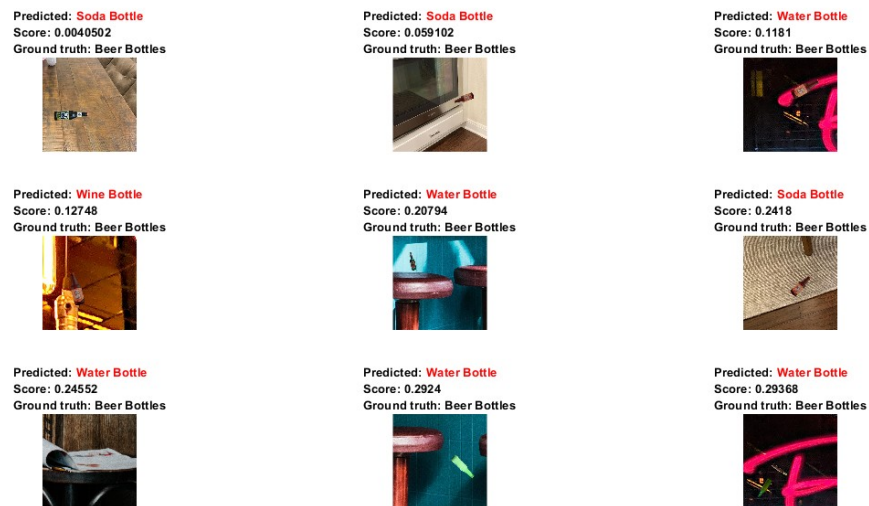 Predicted: Soda Bottle
Score: 0.0040502
Ground truth: Beer Bottles
Predicted: Soda Bottle
Score: 0.059102
Ground truth: Beer Bottles
Predicted: Water Bottle
Score: 0.1181
Ground truth: Beer Bottles
Predicted: Wine Bottle
Score: 0.12748
Ground truth: Beer Bottles
Predicted: Water Bottle
Score: 0.20794
Ground truth: Beer Bottles
Predicted: Soda Bottle
Score: 0.2418
Ground truth: Beer Bottles
Predicted: Water Bottle
Score: 0.24552
Ground truth: Beer Bottles
Predicted: Water Bottle
Score: 0.2924
Ground truth: Beer Bottles
Predicted: Water Bottle
Score: 0.29368
Ground truth: Beer Bottles